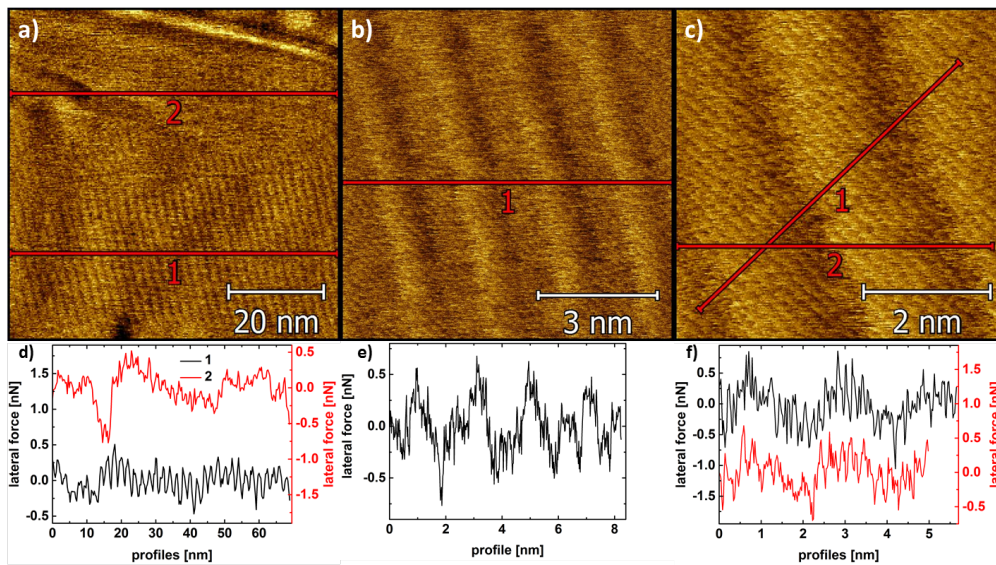 a)
2
1
20 nm
b)
1
3 nm
c)
1
2
2 nm
d)
1
2
lateral force [nN]
1.5
1.0
0.5
0.0
-0.5
0.5
0.0
-0.5
-1.0
-1.5
lateral force [nN]
0 10 20 30 40 50 60
profiles [nm]
e)
lateral force [nN]
0.5
0.0
-0.5
0 2 4 6 8
profile [nm]
f)
lateral force [nN]
0.5
0.0
-0.5
-1.0
-1.5
1.5
1.0
0.5
0.0
-0.5
lateral force [nN]
0 1 2 3 4 5
profiles [nm]